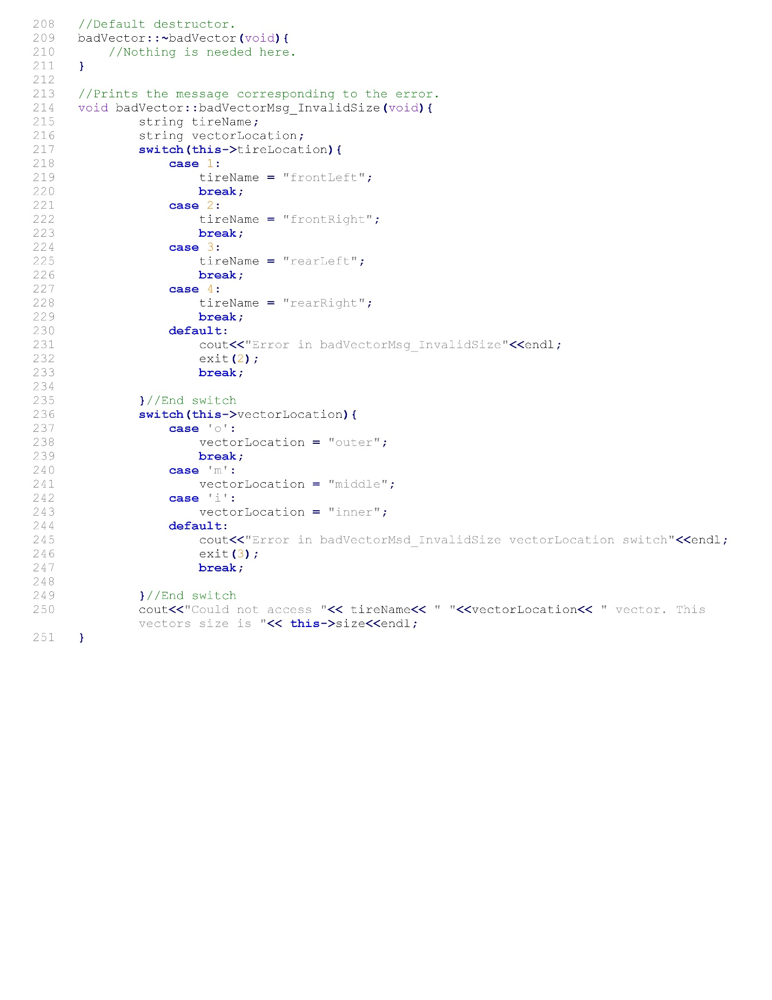 208 //Default destructor.
209 badVector::~badVector(void){
210     //Nothing is needed here.
211 }
212
213 //Prints the message corresponding to the error.
214 void badVector::badVectorMsg_InvalidSize(void){
215         string tireName;
216         string vectorLocation;
217         switch(this->tireLocation){
218             case 1:
219                 tireName = "frontLeft";
220                 break;
221             case 2:
222                 tireName = "frontRight";
223                 break;
224             case 3:
225                 tireName = "rearLeft";
226                 break;
227             case 4:
228                 tireName = "rearRight";
229                 break;
230             default:
231                 cout<<"Error in badVectorMsg_InvalidSize"<<endl;
232                 exit(2);
233                 break;
234
235         }//End switch
236         switch(this->vectorLocation){
237             case 'o':
238                 vectorLocation = "outer";
239                 break;
240             case 'm':
241                 vectorLocation = "middle";
242             case 'i':
243                 vectorLocation = "inner";
244             default:
245                 cout<<"Error in badVectorMsd_InvalidSize vectorLocation switch"<<endl;
246                 exit(3);
247                 break;
248
249         }//End switch
250         cout<<"Could not access "<< tireName<< " "<<vectorLocation<< " vector. This
        vectors size is "<< this->size<<endl;
251 }